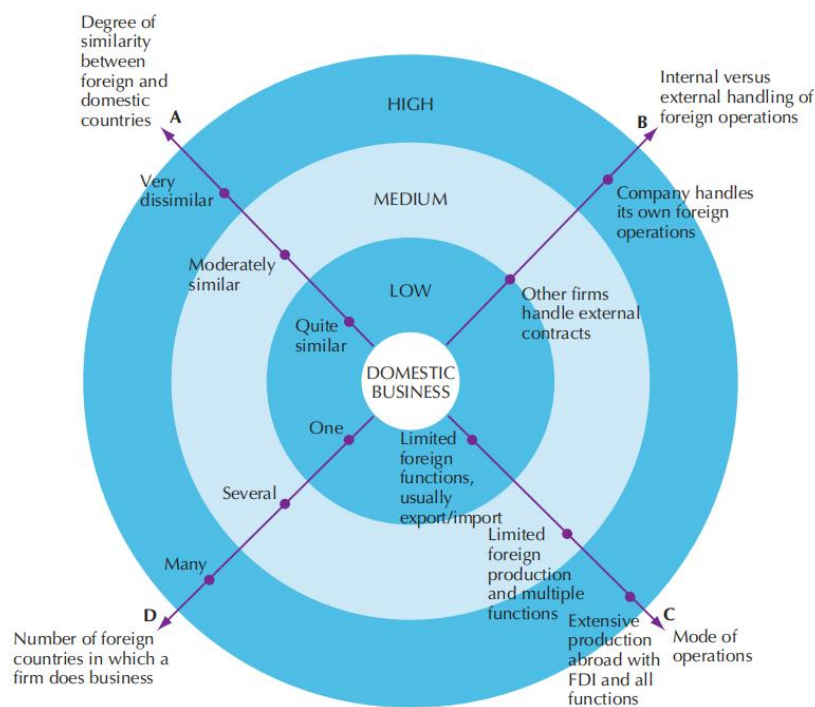 Degree of
similarity
between
foreign and
domestic
countries
A
Internal versus
external handling of
foreign operations
B
HIGH
Very
dissimilar
Company handles
its own foreign
operations
MEDIUM
Moderately
similar
LOW
Other firms
handle external
contracts
Quite
similar
DOMESTIC
BUSINESS
One
Limited
foreign
functions,
usually
export/import
Several
Limited
foreign
production
and multiple
functions
Many
D
Number of foreign
countries in which a
firm does business
Extensive
production
abroad with
FDI and all
functions
C
Mode of
operations